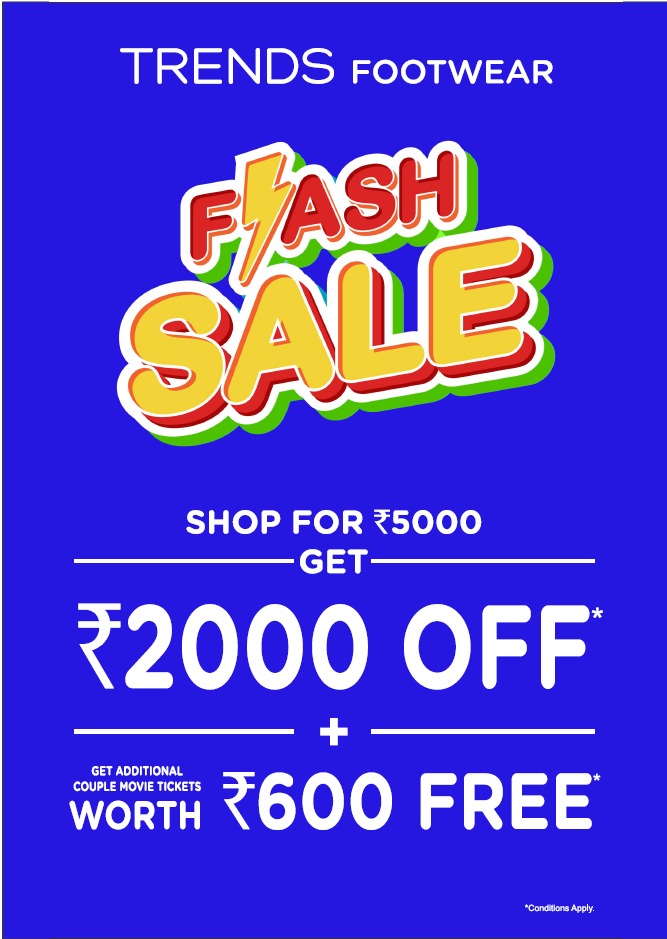 TRENDS FOOTWEAR
FLASH
SALE
SHOP FOR ₹5000
GET
₹2000 OFF*
+
GET ADDITIONAL
COUPLE MOVIE TICKETS
WORTH ₹600 FREE*
*Conditions Apply.